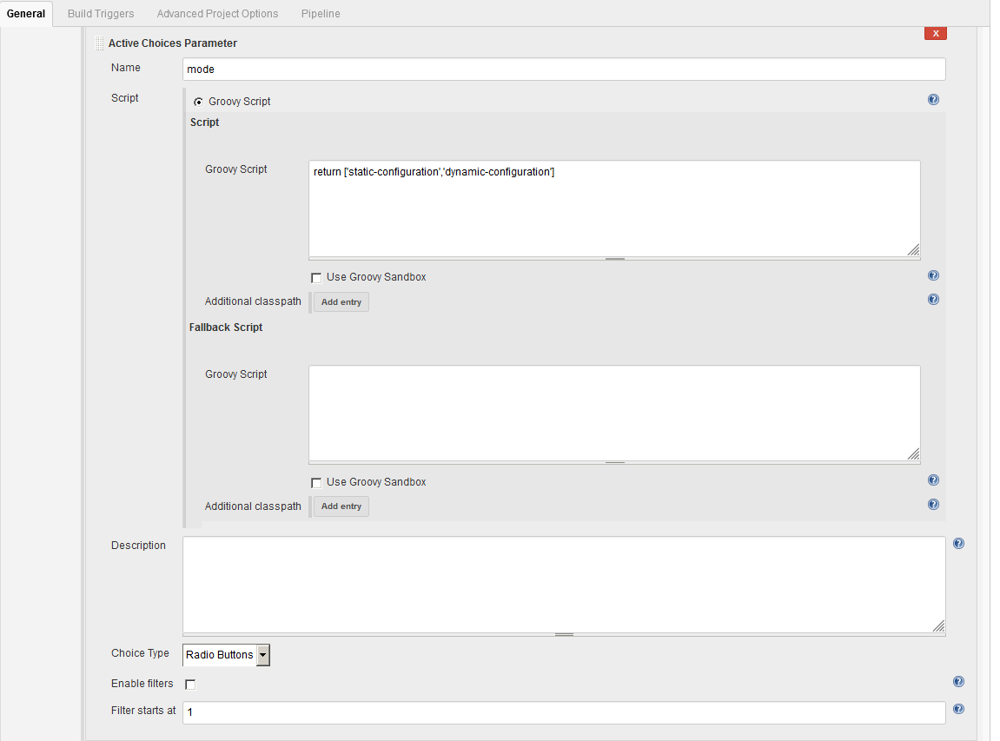 General Build Triggers Advanced Project Options Pipeline
Active Choices Parameter X
Name mode
Script Groovy Script ?
Script
Groovy Script return ['static-configuration','dynamic-configuration']
Use Groovy Sandbox ?
Additional classpath Add entry ?
Fallback Script
Groovy Script
Use Groovy Sandbox ?
Additional classpath Add entry ?
Description ?
Choice Type Radio Buttons
Enable filters ?
Filter starts at 1 ?